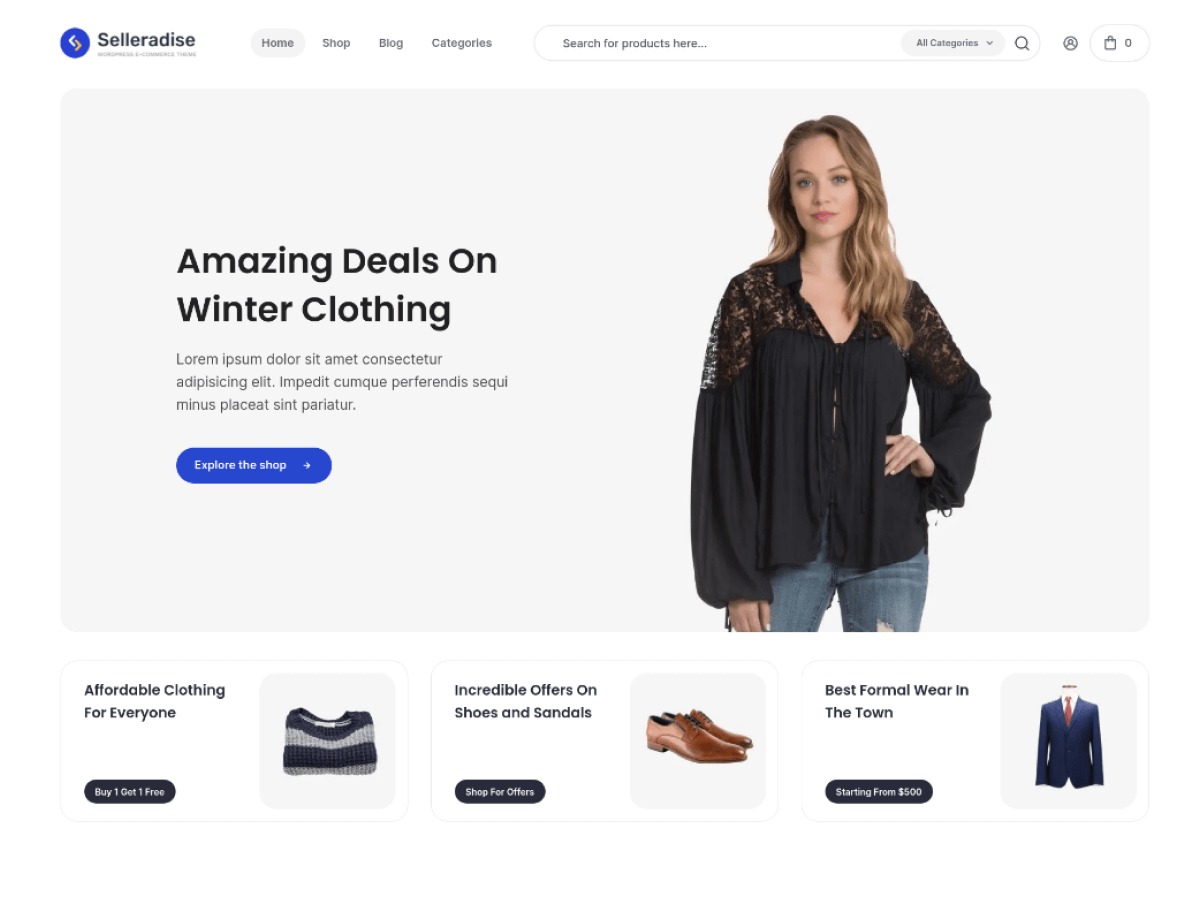 Selleradise
WORDPRESS E-COMMERCE THEME
Home
Shop
Blog
Categories
Search for products here...
All Categories
0
Amazing Deals On
Winter Clothing
Lorem ipsum dolor sit amet consectetur
adipisicing elit. Impedit cumque perferendis sequi
minus placeat sint pariatur.
Explore the shop →
Affordable Clothing
For Everyone
Buy 1 Get 1 Free
Incredible Offers On
Shoes and Sandals
Shop For Offers
Best Formal Wear In
The Town
Starting From $500